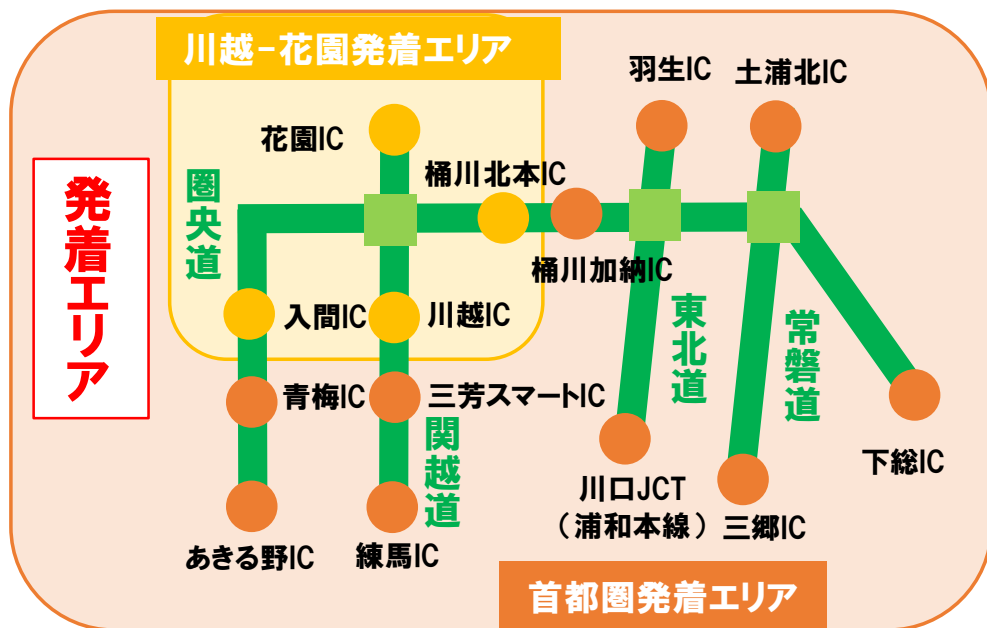 川越-花園発着エリア
羽生IC
土浦北IC
花園IC
桶川北本IC
圏央道
発着エリア
桶川加納IC
入間IC
川越IC
東北道
常磐道
青梅IC
三芳スマートIC
関越道
下総IC
川口JCT
（浦和本線）
三郷IC
あきる野IC
練馬IC
首都圏発着エリア